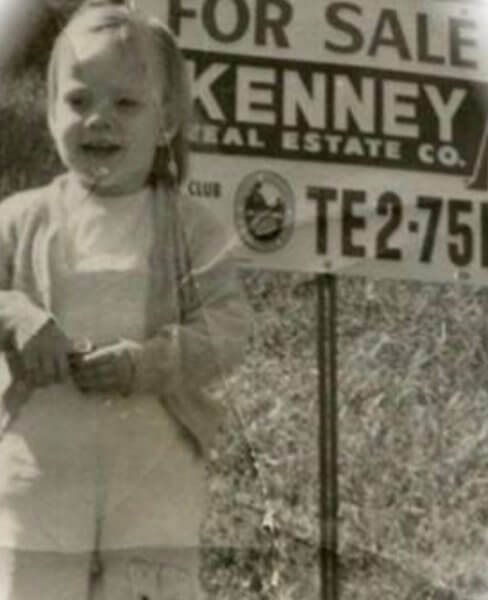 FOR SALE
KENNEY
REAL ESTATE CO.
CLUB
TE2-75